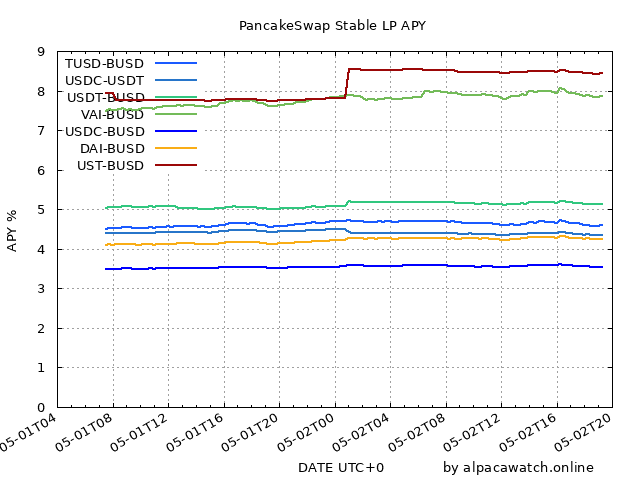 PancakeSwap Stable LP APY
9
8
7
6
5
4
3
2
1
0
APY %
TUSD-BUSD
USDC-USDT
USDT-BUSD
VAI-BUSD
USDC-BUSD
DAI-BUSD
UST-BUSD
05-01T04
05-01T08
05-01T12
05-01T16
05-01T20
05-02T00
05-02T04
05-02T08
05-02T12
05-02T16
05-02T20
DATE UTC+0
by alpacawatch.online